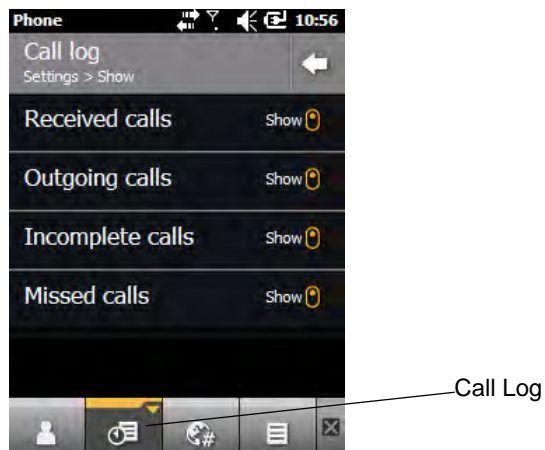 Phone 10:56
Call log
Settings > Show
Received calls Show
Outgoing calls Show
Incomplete calls Show
Missed calls Show
#
Call Log